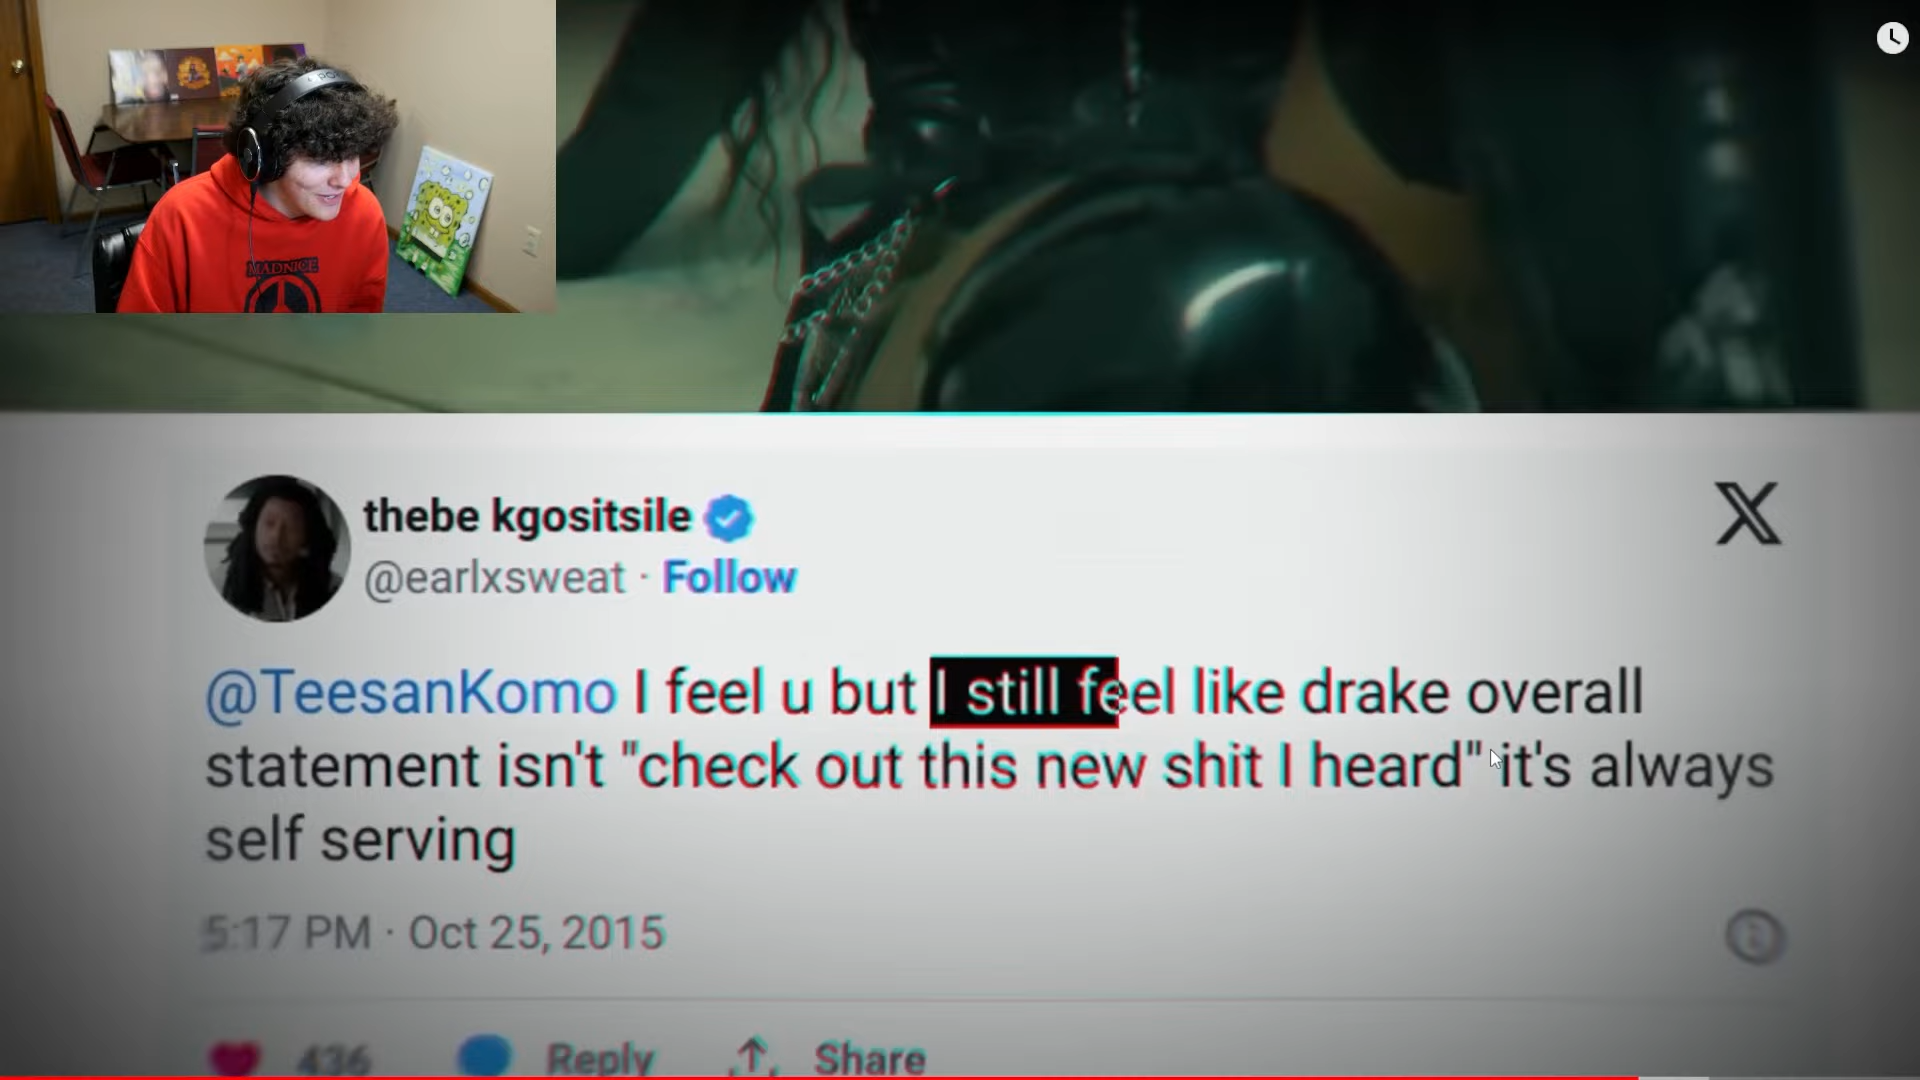 MADNICE
thebe kgositsile
@earlxsweat · Follow
@TeesanKomo I feel u but I still feel like drake overall
statement isn't "check out this new shit I heard" it's always
self serving
5:17 PM · Oct 25, 2015
436 Reply Share